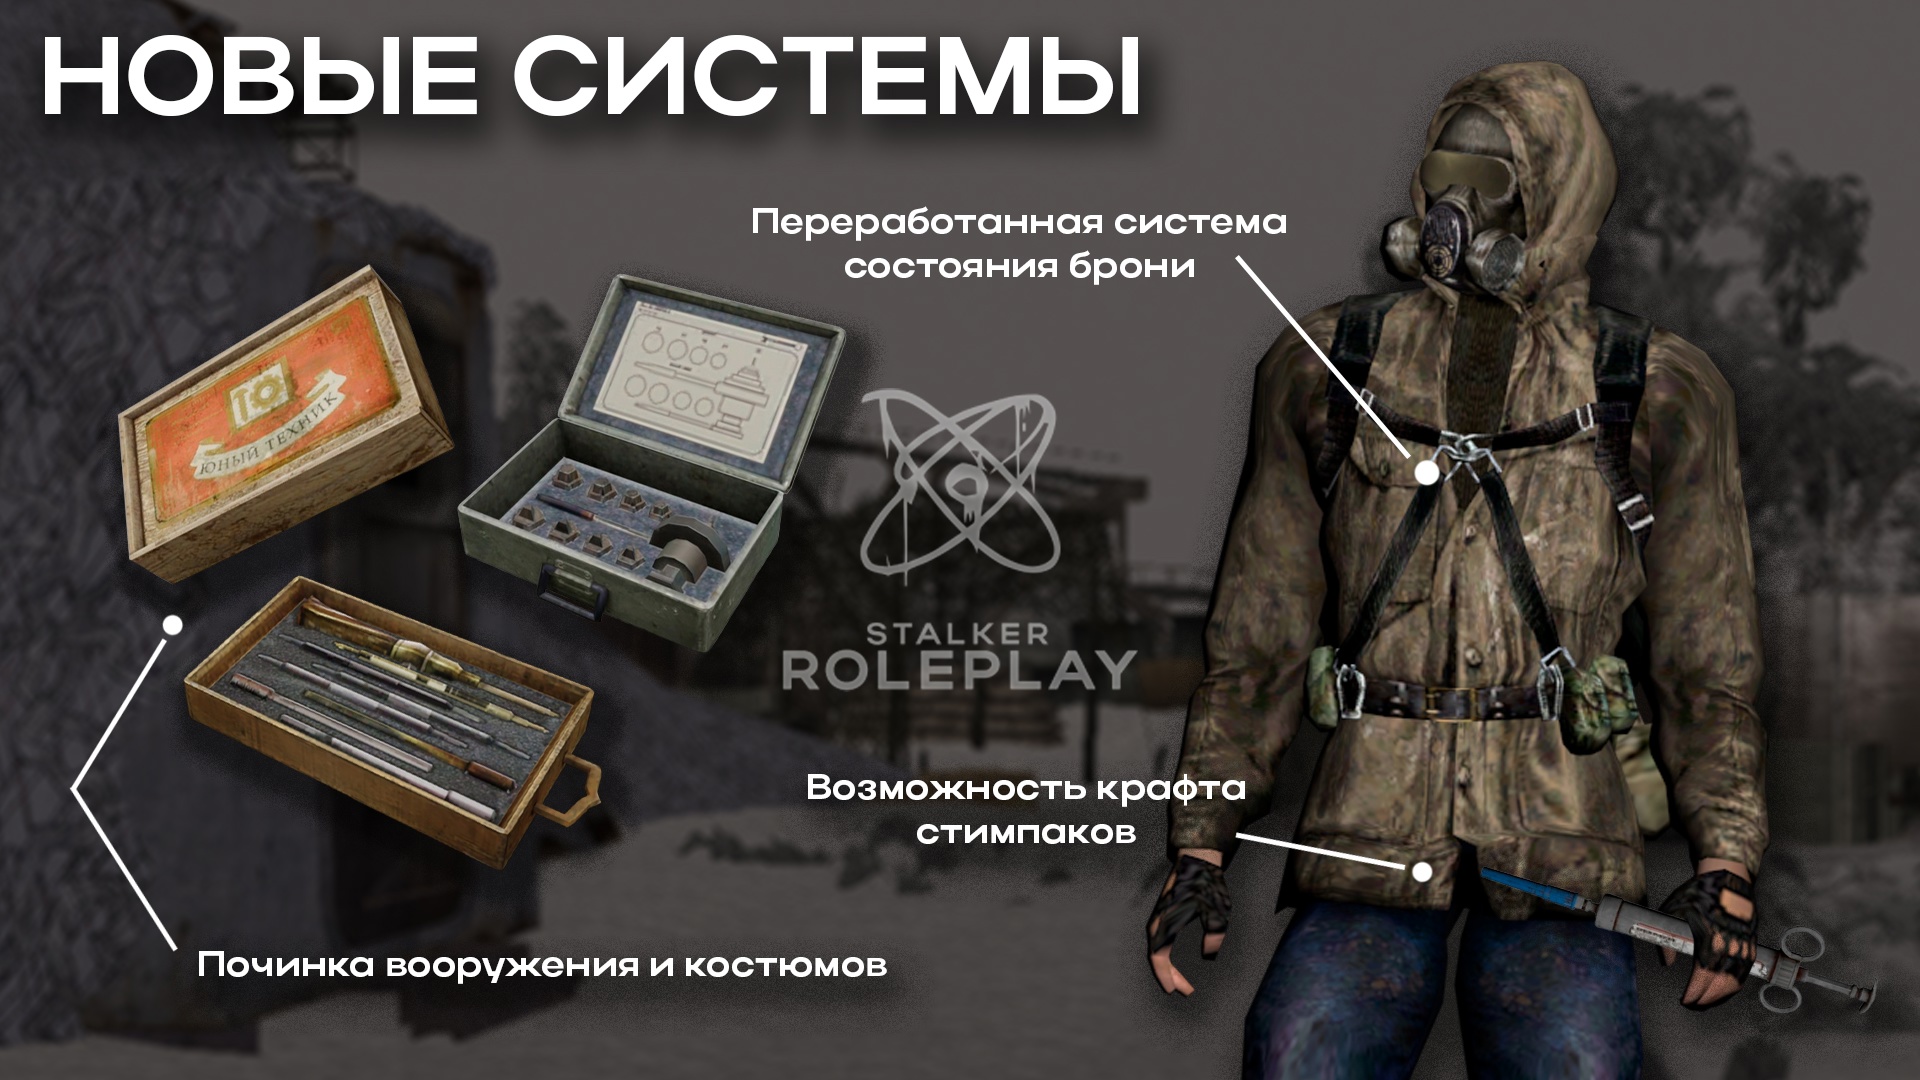 НОВЫЕ СИСТЕМЫ
Переработанная система
состояния брони
ЮНЫЙ ТЕХНИК
STALKER
ROLEPLAY
Возможность крафта
стимпаков
Починка вооружения и костюмов